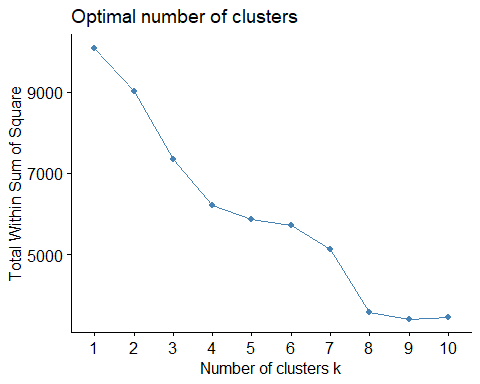 Optimal number of clusters
Total Within Sum of Square
9000
7000
5000
1 2 3 4 5 6 7 8 9 10
Number of clusters k